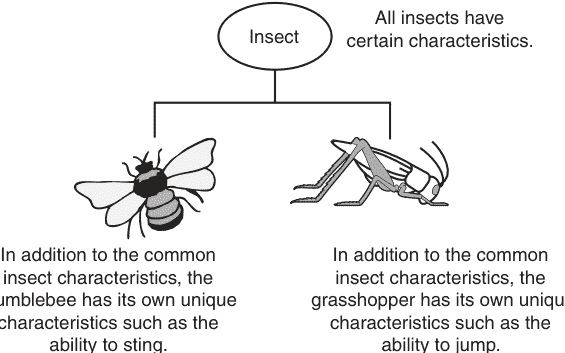 Insect
All insects have
certain characteristics.
In addition to the common
insect characteristics, the
umblebee has its own unique
characteristics such as the
ability to sting.
In addition to the common
insect characteristics, the
grasshopper has its own uniqu
characteristics such as the
ability to jump.